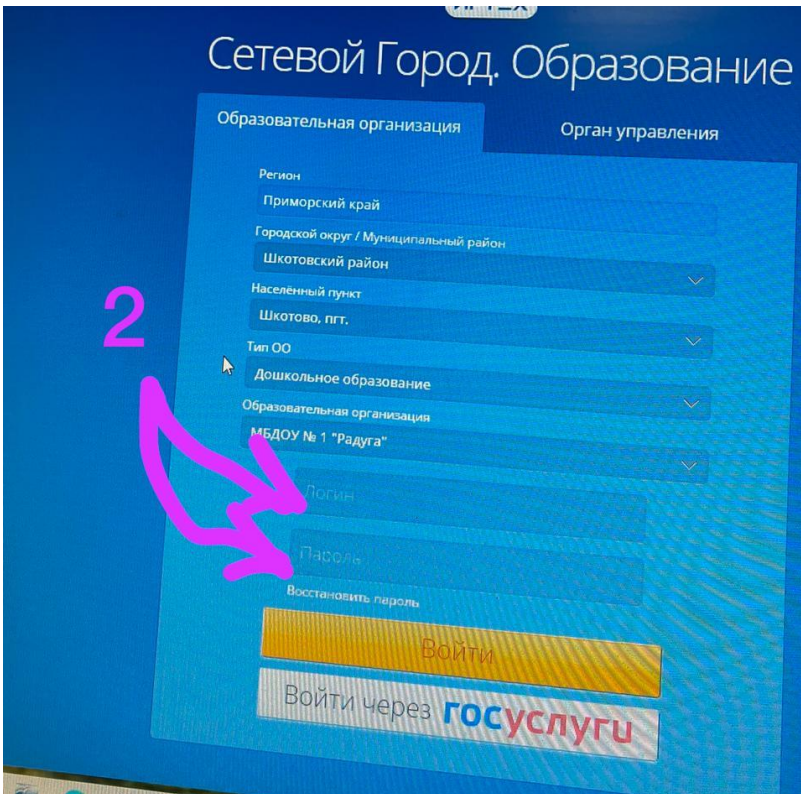 Сетевой Город. Образование
Образовательная организация
Орган управления
Регион
Приморский край
Городской округ / Муниципальный район
Шкотовский район
Населённый пункт
Шкотово, пгт.
2
Тип ОО
Дошкольное образование
Образовательная организация
МБДОУ № 1 "Радуга"
Логин
Пароль
Восстановить пароль
Войти
Войти через госуслуги